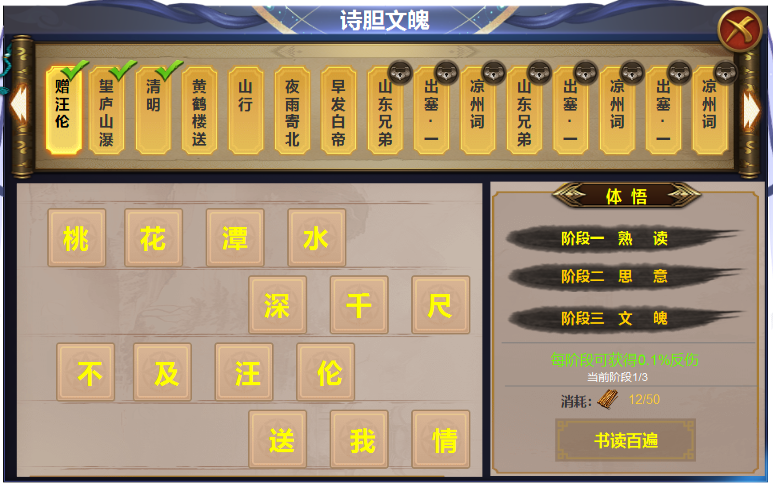 诗胆文魄
赠汪伦
望庐山瀑
清明
黄鹤楼送
山行
夜雨寄北
早发白帝
山东兄弟
出塞·一
凉州词
山东兄弟
出塞·一
凉州词
出塞·一
凉州词
桃花潭水
深千尺
不及汪伦
送我情
体悟
阶段一 熟 读
阶段二 思 意
阶段三 文 魄
每阶段可获得0.1%反伤
当前阶段1/3
消耗: 12/50
书读百遍